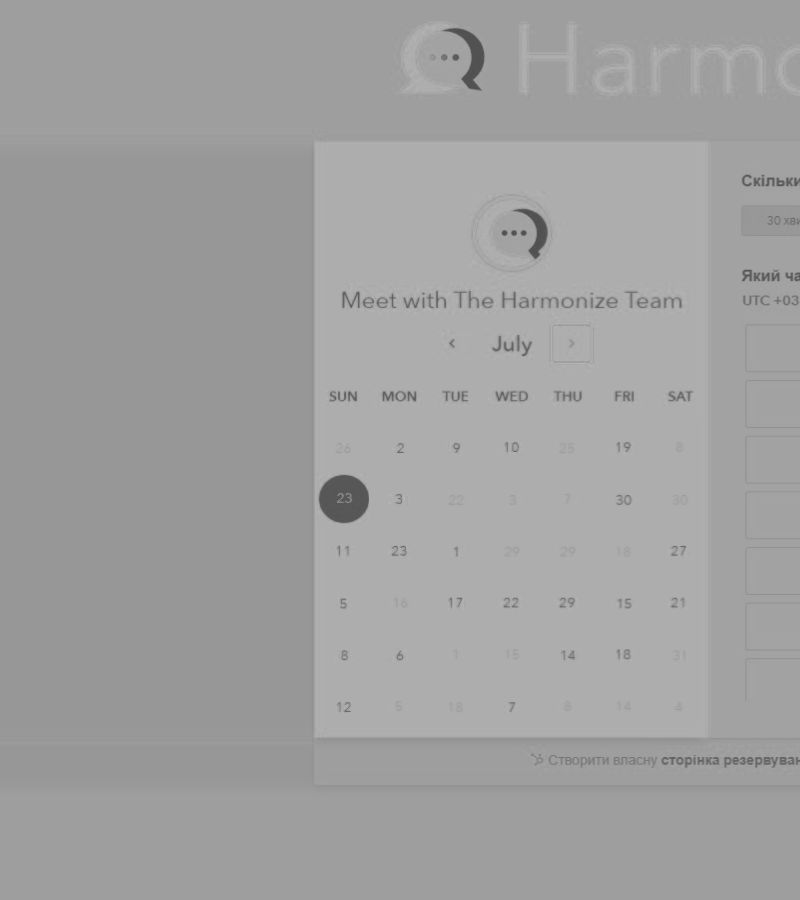 Harmo
Meet with The Harmonize Team
July
SUN MON TUE WED THU FRI SAT
26 2 9 10 25 19 8
23 3 22 3 7 30 30
11 23 1 29 29 18 27
5 16 17 22 29 15 21
8 6 1 15 14 18 31
12 5 18 7 8 14 4
Скільки
30 хви
Який ча
UTC +03
Створити власну сторінка резервуван